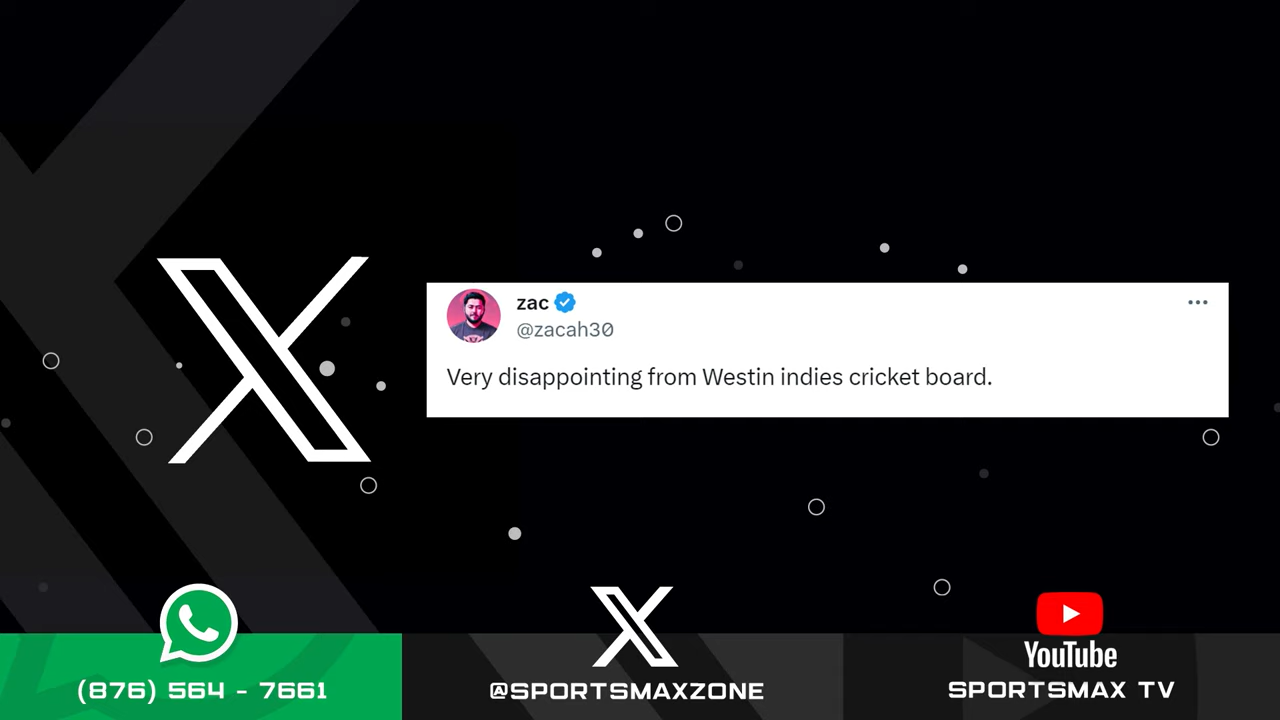 zac
@zacah30
Very disappointing from Westin indies cricket board.
(876) 564 - 7661
@SPORTSMAXZONE
YouTube
SPORTSMAX TV